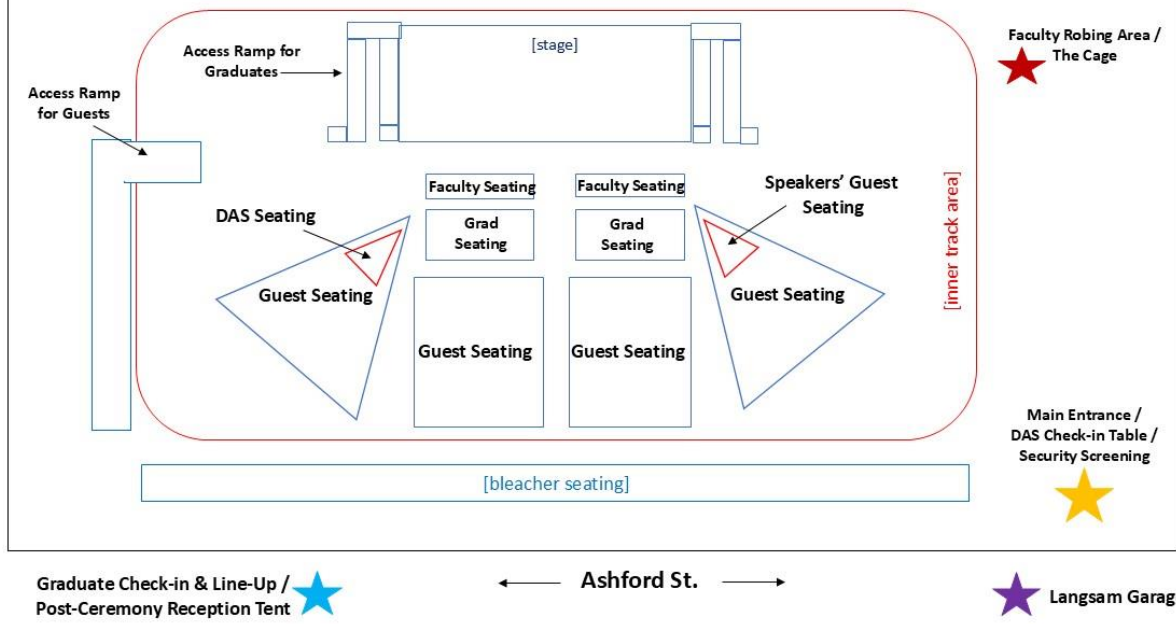 [stage]
Faculty Robing Area /
The Cage
Access Ramp for
Graduates
Access Ramp
for Guests
Faculty Seating
Faculty Seating
Speakers' Guest
Seating
DAS Seating
Grad
Seating
Grad
Seating
[inner track area]
Guest Seating
Guest Seating
Guest Seating
Guest Seating
Main Entrance /
DAS Check-in Table /
Security Screening
[bleacher seating]
Graduate Check-in & Line-Up /
Post-Ceremony Reception Tent
Ashford St.
Langsam Garag